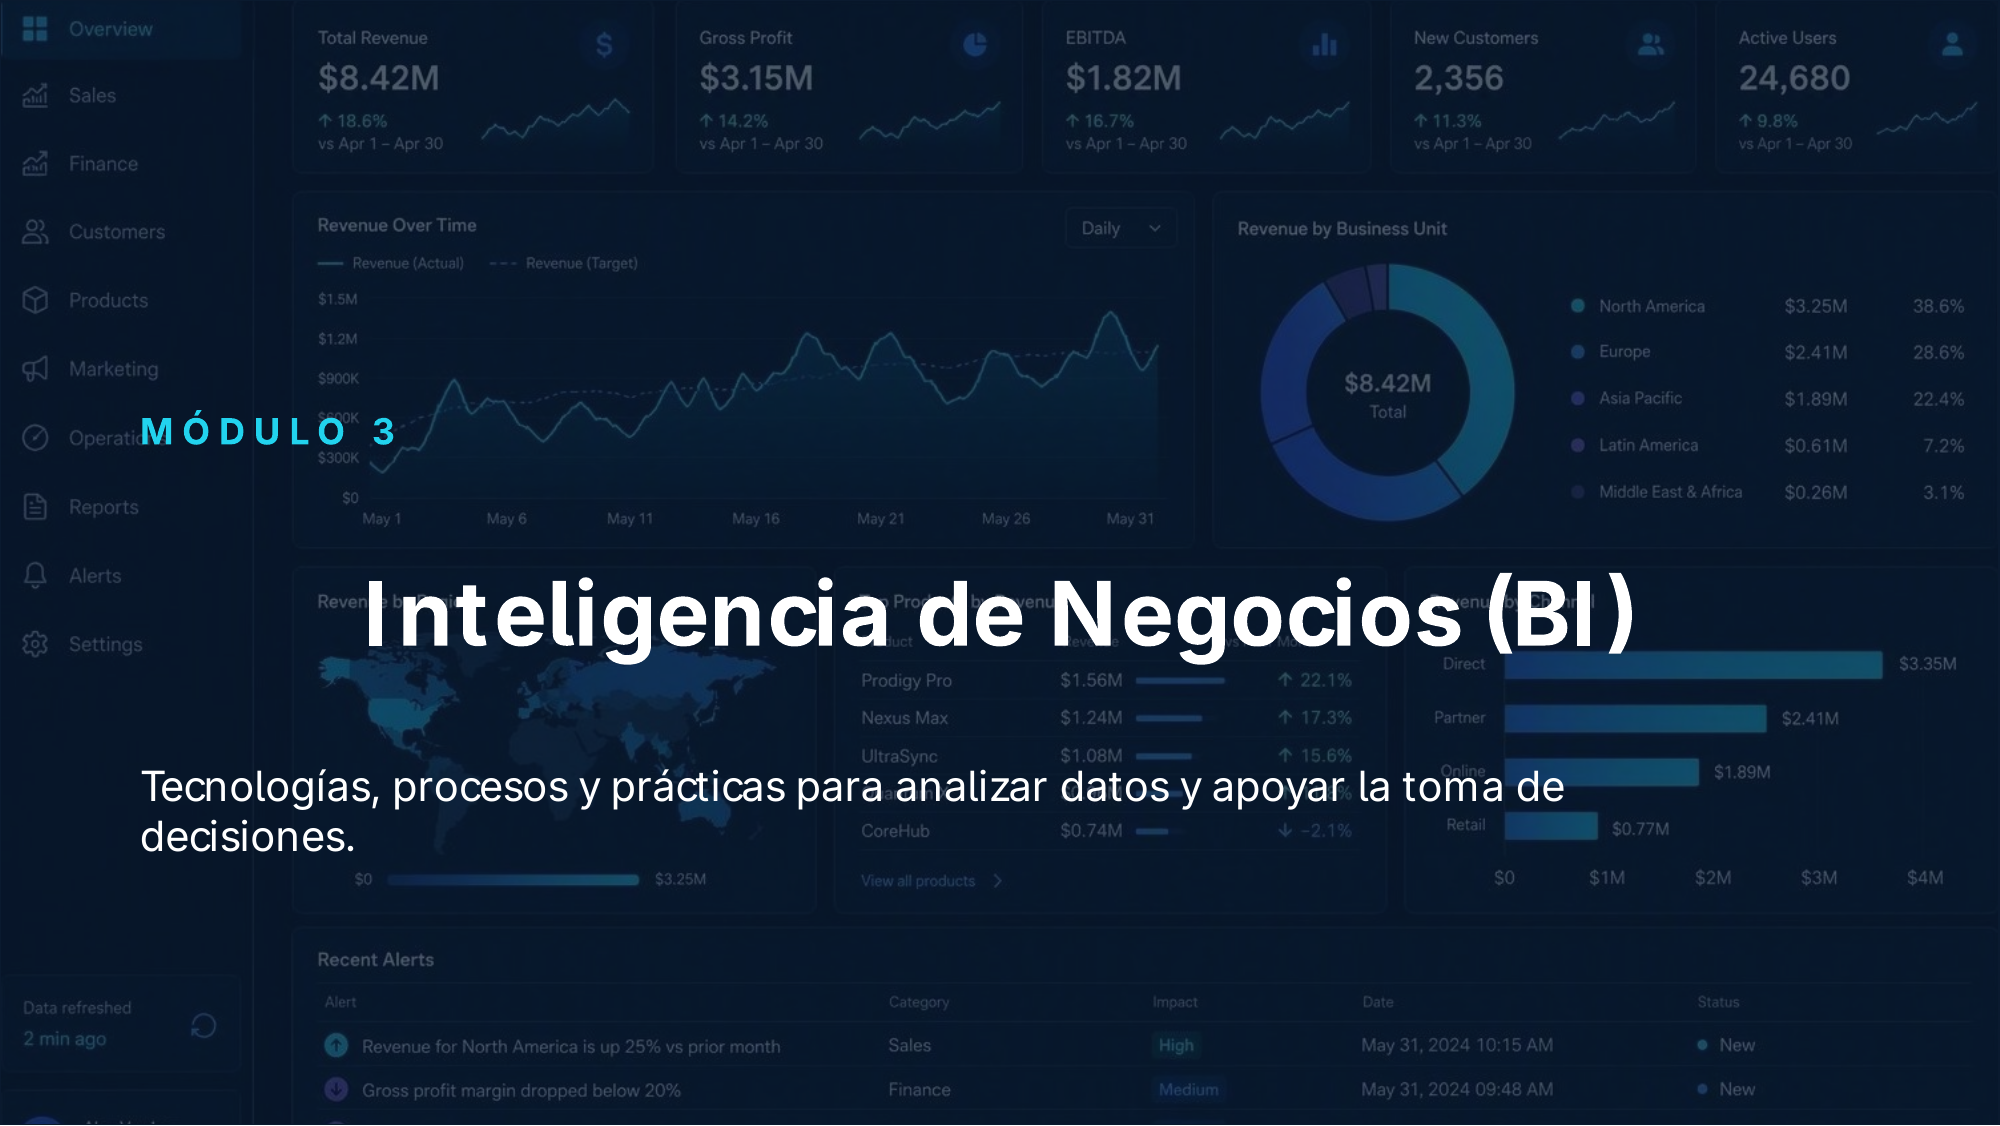 Overview
Sales
Finance
Customers
Products
Marketing
Reports
Alerts
Settings
Data refreshed
2 min ago
Total Revenue
$8.42M
↑ 18.6%
vs Apr 1 – Apr 30
Gross Profit
$3.15M
↑ 14.2%
vs Apr 1 – Apr 30
EBITDA
$1.82M
↑ 16.7%
vs Apr 1 – Apr 30
New Customers
2,356
↑ 11.3%
vs Apr 1 – Apr 30
Active Users
24,680
↑ 9.8%
vs Apr 1 – Apr 30
Revenue Over Time
Daily
Revenue (Actual) Revenue (Target)
$1.5M
$1.2M
$900K
$600K
$300K
$0
May 1 May 6 May 11 May 16 May 21 May 26 May 31
Revenue by Business Unit
$8.42M
Total
North America $3.25M 38.6%
Europe $2.41M 28.6%
Asia Pacific $1.89M 22.4%
Latin America $0.61M 7.2%
Middle East & Africa $0.26M 3.1%
MÓDULO 3
Inteligencia de Negocios (BI)
Tecnologías, procesos y prácticas para analizar datos y apoyar la toma de
decisiones.
$0 $3.25M
Prodigy Pro $1.56M ↑ 22.1%
Nexus Max $1.24M ↑ 17.3%
UltraSync $1.08M ↑ 15.6%
CoreHub $0.74M ↓ −2.1%
View all products
Direct $3.35M
Partner $2.41M
Online $1.89M
Retail $0.77M
$0 $1M $2M $3M $4M
Recent Alerts
Alert Category Impact Date Status
Revenue for North America is up 25% vs prior month Sales High May 31, 2024 10:15 AM New
Gross profit margin dropped below 20% Finance Medium May 31, 2024 09:48 AM New